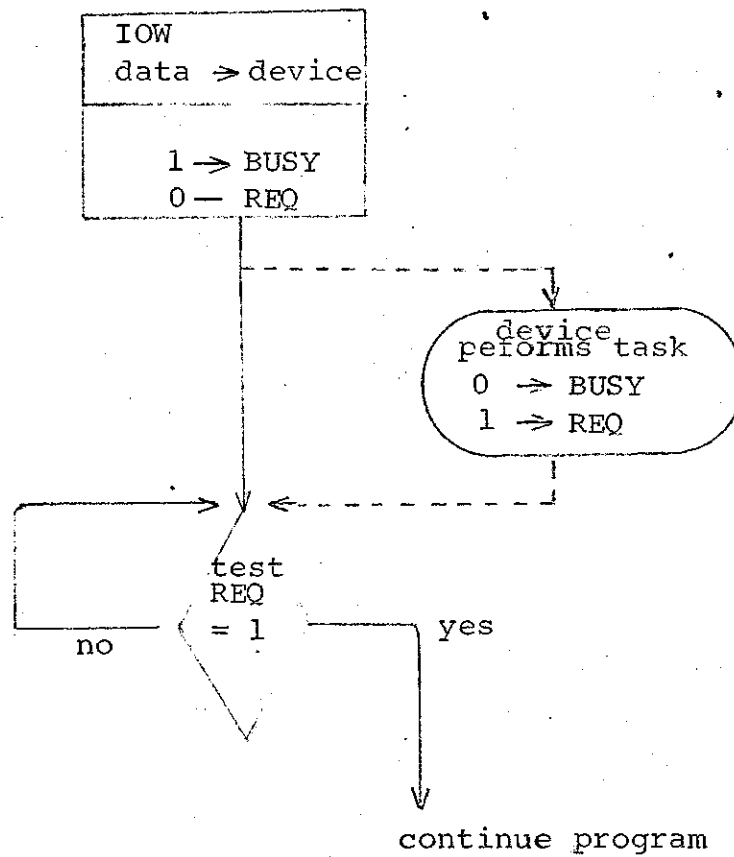 IOW
data → device
1 → BUSY
0 — REQ
device
peforms task
0 → BUSY
1 → REQ
test
REQ
= 1
no
yes
continue program